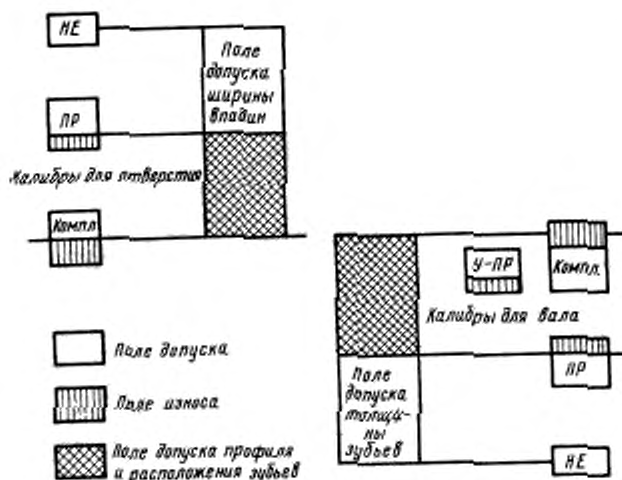 НЕ
Поле
допуска
ширины
впадин
ПР
Калибры для отверстия
Компл.
У-ПР
Компл.
Калибры для вала
Поле допуска
ПР
Поле износа
Поле
допуска
толщи-
ны
зубьев
Поле допуска профиля
и расположения зубьев
НЕ